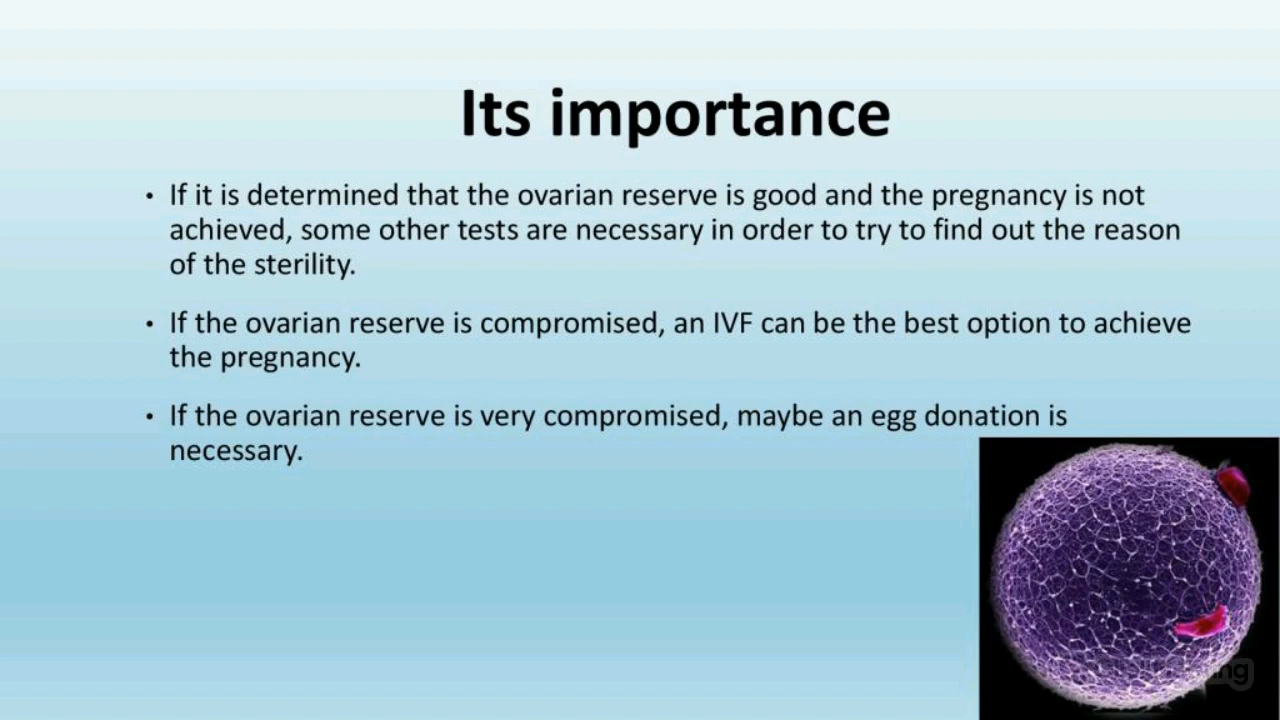 Its importance
• If it is determined that the ovarian reserve is good and the pregnancy is not
achieved, some other tests are necessary in order to try to find out the reason
of the sterility.
• If the ovarian reserve is compromised, an IVF can be the best option to achieve
the pregnancy.
• If the ovarian reserve is very compromised, maybe an egg donation is
necessary.